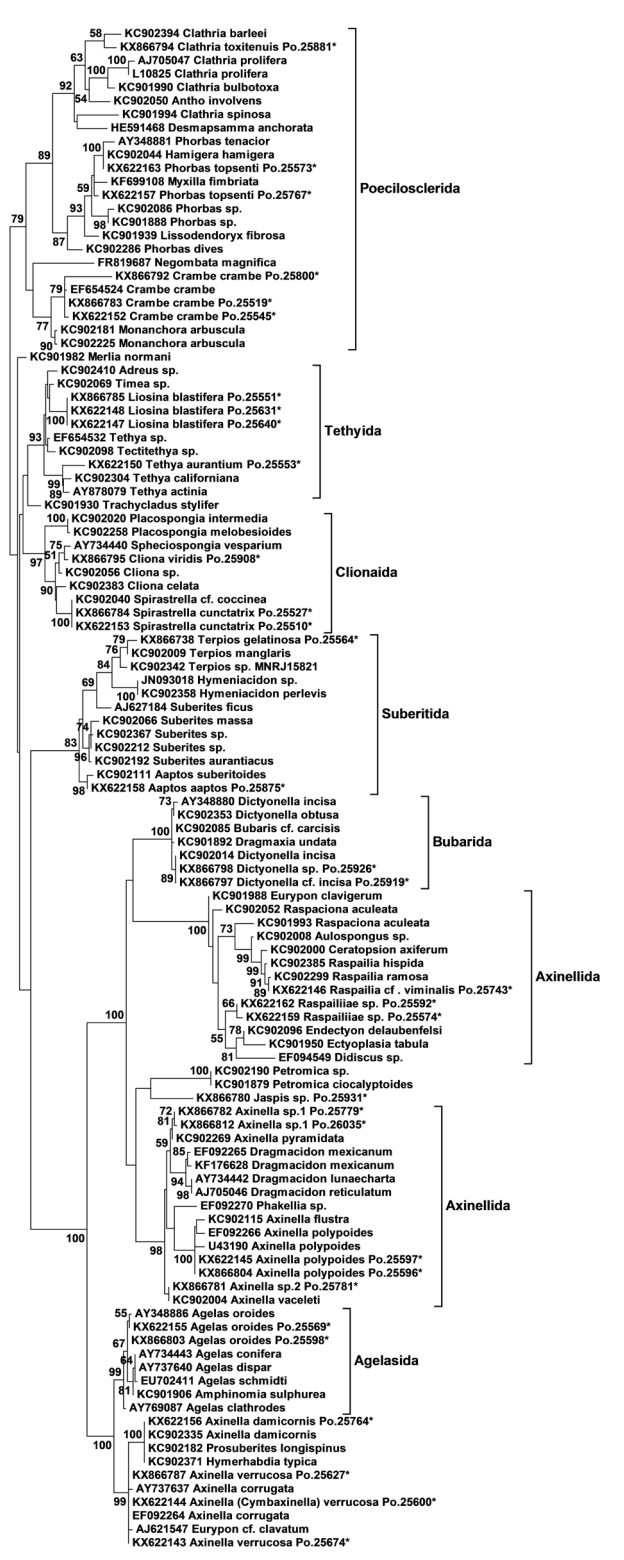 58 KC902394 Clathria barleei
KX866794 Clathria toxitenuis Po.25881*
63 100 AJ705047 Clathria prolifera
100 L10825 Clathria prolifera
92 KC901990 Clathria bulbotoxa
54 KC902050 Antho involvens
KC901994 Clathria spinosa
HE591468 Desmapsamma anchorata
AY348881 Phorbas tenacior
100 KC902044 Hamigera hamigera
89 KX622163 Phorbas topsenti Po.25573*
KF699108 Myxilla fimbriata
Poecilosclerida
59 KX622157 Phorbas topsenti Po.25767*
93 KC902086 Phorbas sp.
79 98 KC901888 Phorbas sp.
87 KC901939 Lissodendoryx fibrosa
KC902286 Phorbas dives
FR819687 Negombata magnifica
KX866792 Crambe crambe Po.25800*
79 EF654524 Crambe crambe
KX866783 Crambe crambe Po.25519*
KX622152 Crambe crambe Po.25545*
77 KC902181 Monanchora arbuscula
90 KC902225 Monanchora arbuscula
KC901982 Merlia normani
KC902410 Adreus sp.
KC902069 Timea sp.
KX866785 Liosina blastifera Po.25551*
KX622148 Liosina blastifera Po.25631*
100 KX622147 Liosina blastifera Po.25640*
Tethyida
93 EF654532 Tethya sp.
KC902098 Tectitethya sp.
KX622150 Tethya aurantium Po.25553*
99 KC902304 Tethya californiana
89 AY878079 Tethya actinia
KC901930 Trachycladus stylifer
100 KC902020 Placospongia intermedia
KC902258 Placospongia melobesioides
75 AY734440 Spheciospongia vesparium
97 51 KX866795 Cliona viridis Po.25908*
KC902056 Cliona sp.
Clionaida
90 KC902383 Cliona celata
KC902040 Spirastrella cf. coccinea
KX866784 Spirastrella cunctatrix Po.25527*
100 KX622153 Spirastrella cunctatrix Po.25510*
79 KX866738 Terpios gelatinosa Po.25564*
76 KC902009 Terpios manglaris
84 KC902342 Terpios sp. MNRJ15821
69 JN093018 Hymeniacidon sp.
100 KC902358 Hymeniacidon perlevis
AJ627184 Suberites ficus
Suberitida
74 KC902066 Suberites massa
KC902367 Suberites sp.
83 KC902212 Suberites sp.
96 KC902192 Suberites aurantiacus
KC902111 Aaptos suberitoides
98 KX622158 Aaptos aaptos Po.25875*
73 AY348880 Dictyonella incisa
KC902353 Dictyonella obtusa
100 KC902085 Bubaris cf. carcisis
KC901892 Dragmaxia undata
Bubarida
KC902014 Dictyonella incisa
KX866798 Dictyonella sp. Po.25926*
89 KX866797 Dictyonella cf. incisa Po.25919*
KC901988 Eurypon clavigerum
KC902052 Raspaciona aculeata
100 73 KC901993 Raspaciona aculeata
KC902008 Aulospongus sp.
99 KC902000 Ceratopsion axiferum
KC902385 Raspailia hispida
99 KC902299 Raspailia ramosa
Axinellida
91 89 KX622146 Raspailia cf . viminalis Po.25743*
66 KX622162 Raspailiiae sp. Po.25592*
100 KX622159 Raspailiiae sp. Po.25574*
55 78 KC902096 Endectyon delaubenfelsi
KC901950 Ectyoplasia tabula
81 EF094549 Didiscus sp.
100 KC902190 Petromica sp.
KC901879 Petromica ciocalyptoides
KX866780 Jaspis sp. Po.25931*
72 KX866782 Axinella sp.1 Po.25779*
81 KX866812 Axinella sp.1 Po.26035*
59 KC902269 Axinella pyramidata
85 EF092265 Dragmacidon mexicanum
KF176628 Dragmacidon mexicanum
94 AY734442 Dragmacidon lunaecharta
98 AJ705046 Dragmacidon reticulatum
EF092270 Phakellia sp.
Axinellida
KC902115 Axinella flustra
EF092266 Axinella polypoides
100 98 U43190 Axinella polypoides
100 KX622145 Axinella polypoides Po.25597*
KX866804 Axinella polypoides Po.25596*
KX866781 Axinella sp.2 Po.25781*
KC902004 Axinella vaceleti
55 AY348886 Agelas oroides
KX622155 Agelas oroides Po.25569*
67 KX866803 Agelas oroides Po.25598*
64 AY734443 Agelas conifera
Agelasida
99 AY737640 Agelas dispar
EU702411 Agelas schmidti
81 KC901906 Amphinomia sulphurea
AY769087 Agelas clathrodes
KX622156 Axinella damicornis Po.25764*
100 100 KC902335 Axinella damicornis
KC902182 Prosuberites longispinus
KC902371 Hymerhabdia typica
KX866787 Axinella verrucosa Po.25627*
AY737637 Axinella corrugata
99 KX622144 Axinella (Cymbaxinella) verrucosa Po.25600*
EF092264 Axinella corrugata
AJ621547 Eurypon cf. clavatum
KX622143 Axinella verrucosa Po.25674*